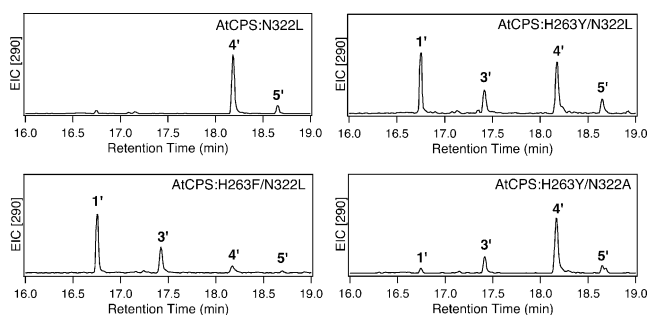 AtCPS:N322L
EIC [290]
4'
5'
16.0 16.5 17.0 17.5 18.0 18.5 19.0
Retention Time (min)
AtCPS:H263Y/N322L
EIC [290]
1'
3'
4'
5'
16.0 16.5 17.0 17.5 18.0 18.5 19.0
Retention Time (min)
AtCPS:H263F/N322L
EIC [290]
1'
3'
4'
5'
16.0 16.5 17.0 17.5 18.0 18.5 19.0
Retention Time (min)
AtCPS:H263Y/N322A
EIC [290]
1'
3'
4'
5'
16.0 16.5 17.0 17.5 18.0 18.5 19.0
Retention Time (min)